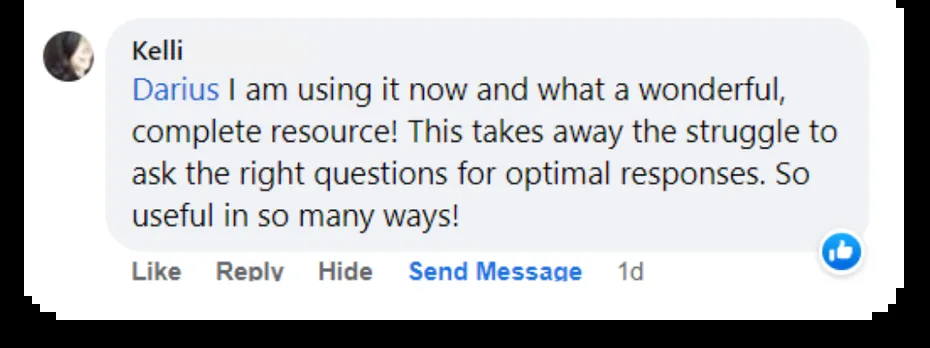 Kelli
Darius I am using it now and what a wonderful,
complete resource! This takes away the struggle to
ask the right questions for optimal responses. So
useful in so many ways!
Like Reply Hide Send Message 1d